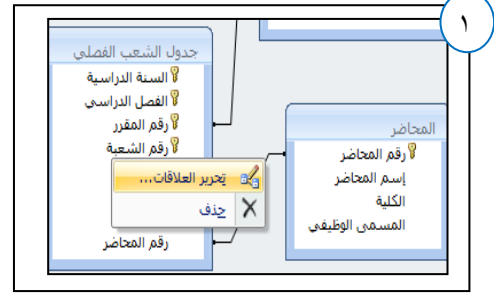 ١
جدول الشعب الفصلي
السنة الدراسية
الفصل الدراسي
رقم المقرر
رقم الشعبة
تحرير العلاقات...
حذف
رقم المحاضر
المحاضر
رقم المحاضر
إسم المحاضر
الكلية
المسمى الوظيفي